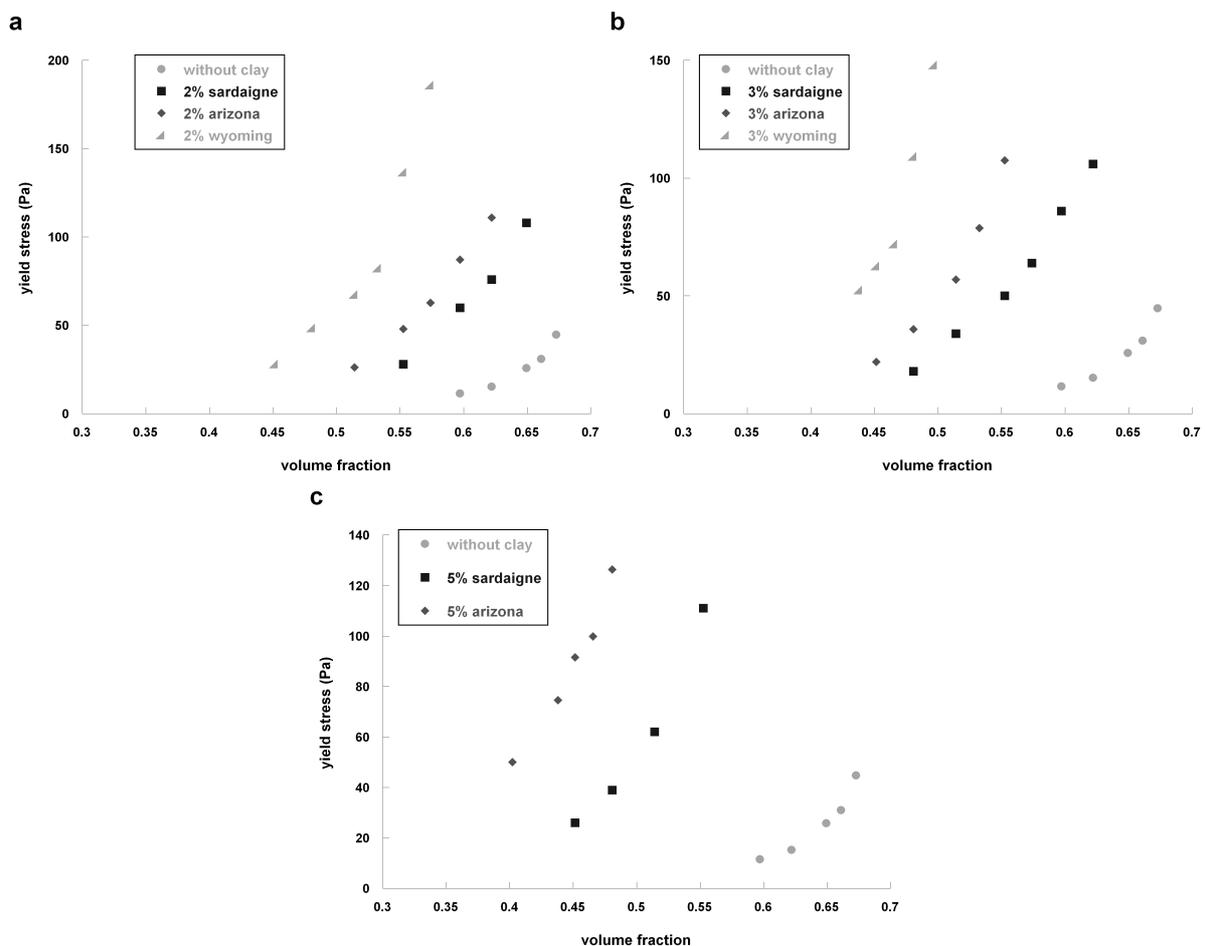 a
200
150
100
50
0
yield stress (Pa)
without clay
2% sardaigne
2% arizona
2% wyoming
0.3 0.35 0.4 0.45 0.5 0.55 0.6 0.65 0.7
volume fraction
b
150
100
50
0
yield stress (Pa)
without clay
3% sardaigne
3% arizona
3% wyoming
0.3 0.35 0.4 0.45 0.5 0.55 0.6 0.65 0.7
volume fraction
c
140
120
100
80
60
40
20
0
yield stress (Pa)
without clay
5% sardaigne
5% arizona
0.3 0.35 0.4 0.45 0.5 0.55 0.6 0.65 0.7
volume fraction